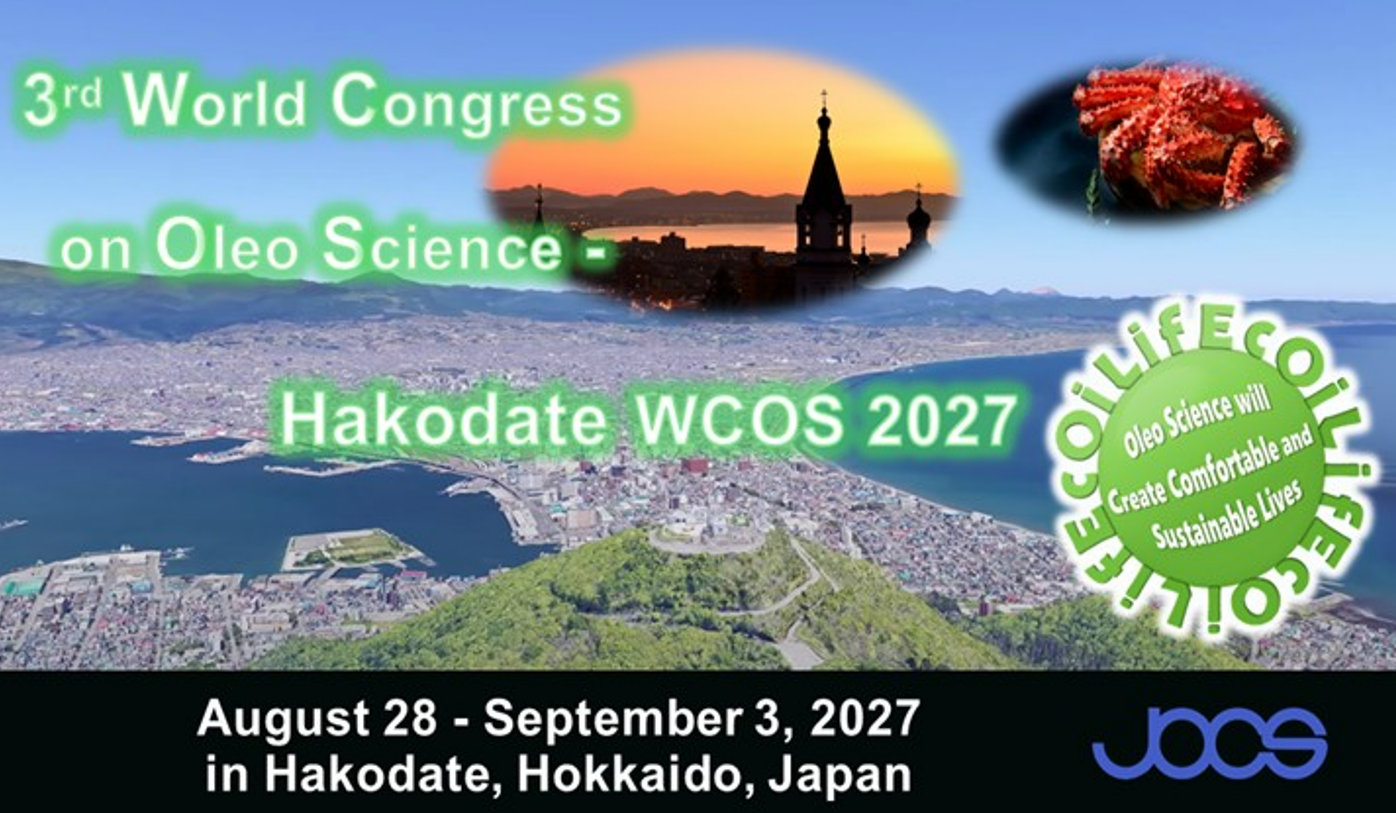 3rd World Congress
on Oleo Science -
Hakodate WCOS 2027
EcOiLifEcOiLifEcOiLif
Oleo Science will
Create Comfortable and
Sustainable Lives
August 28 - September 3, 2027
in Hakodate, Hokkaido, Japan
JOCS